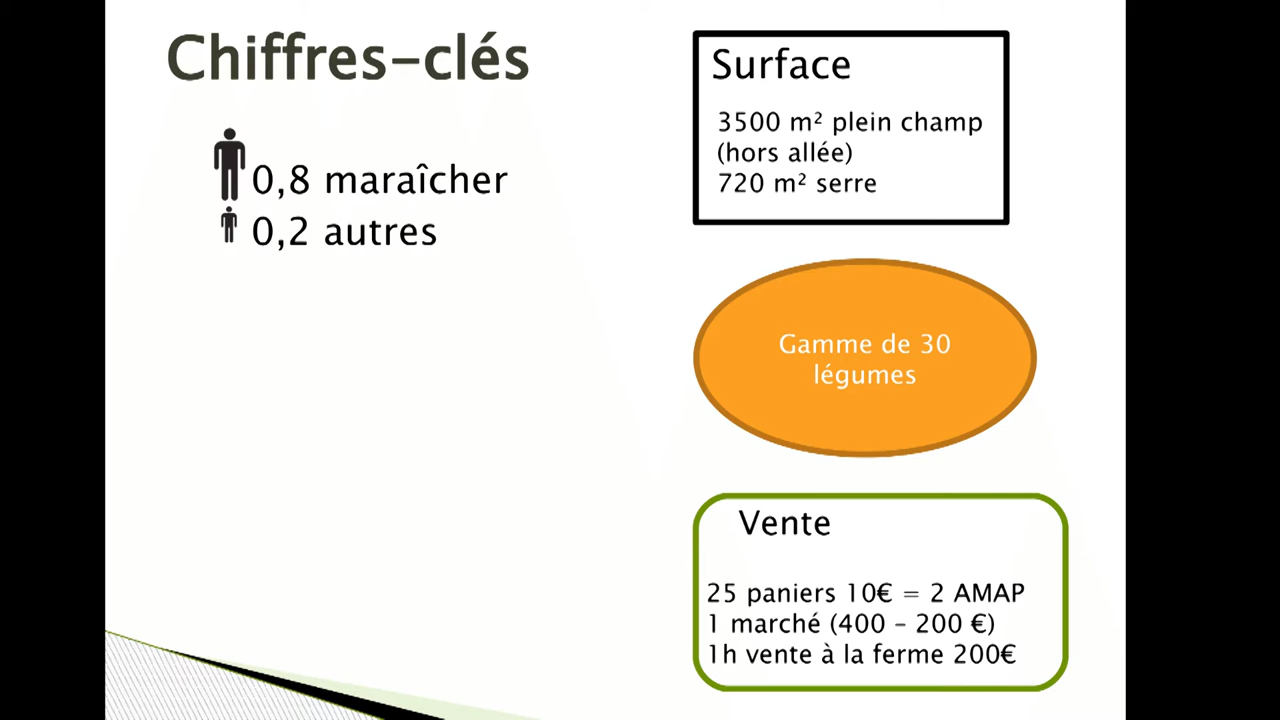 Chiffres-clés
0,8 maraîcher
0,2 autres
Surface
3500 m² plein champ
(hors allée)
720 m² serre
Gamme de 30
légumes
Vente
25 paniers 10€ = 2 AMAP
1 marché (400 – 200 €)
1h vente à la ferme 200€